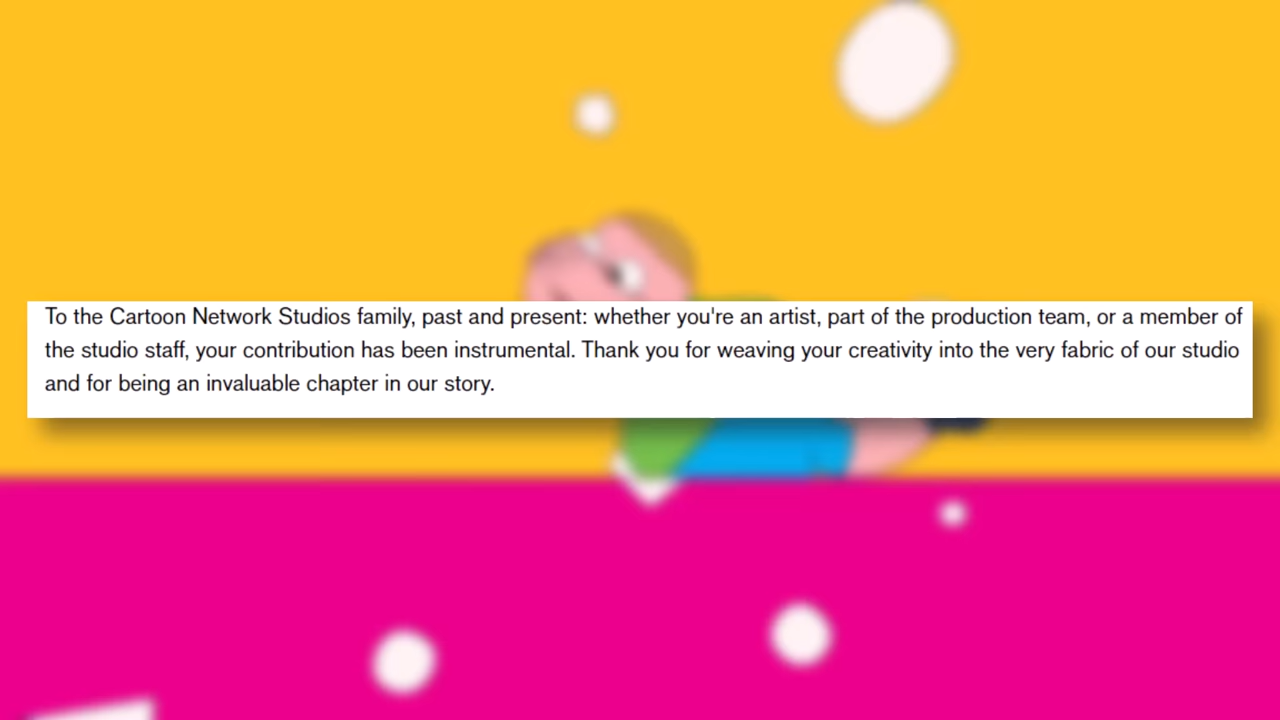 To the Cartoon Network Studios family, past and present: whether you're an artist, part of the production team, or a member of
the studio staff, your contribution has been instrumental. Thank you for weaving your creativity into the very fabric of our studio
and for being an invaluable chapter in our story.